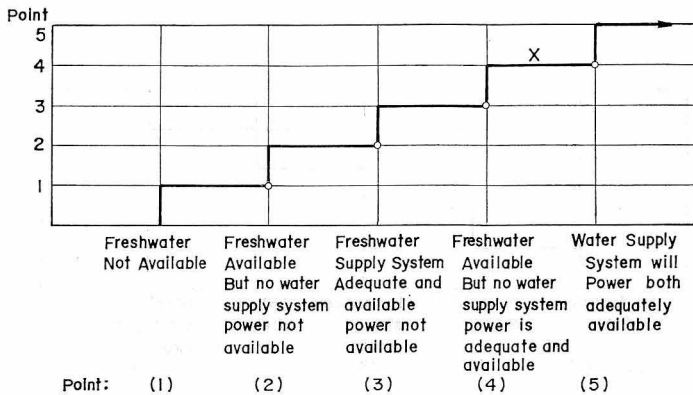 Point
5
4
3
2
1
X
Freshwater
Not Available
Freshwater
Available
But no water
supply system
power not
available
Freshwater
Supply System
Adequate and
available
power not
available
Freshwater
Available
But no water
supply system
power is
adequate and
available
Water Supply
System will
Power both
adequately
available
Point: (1) (2) (3) (4) (5)